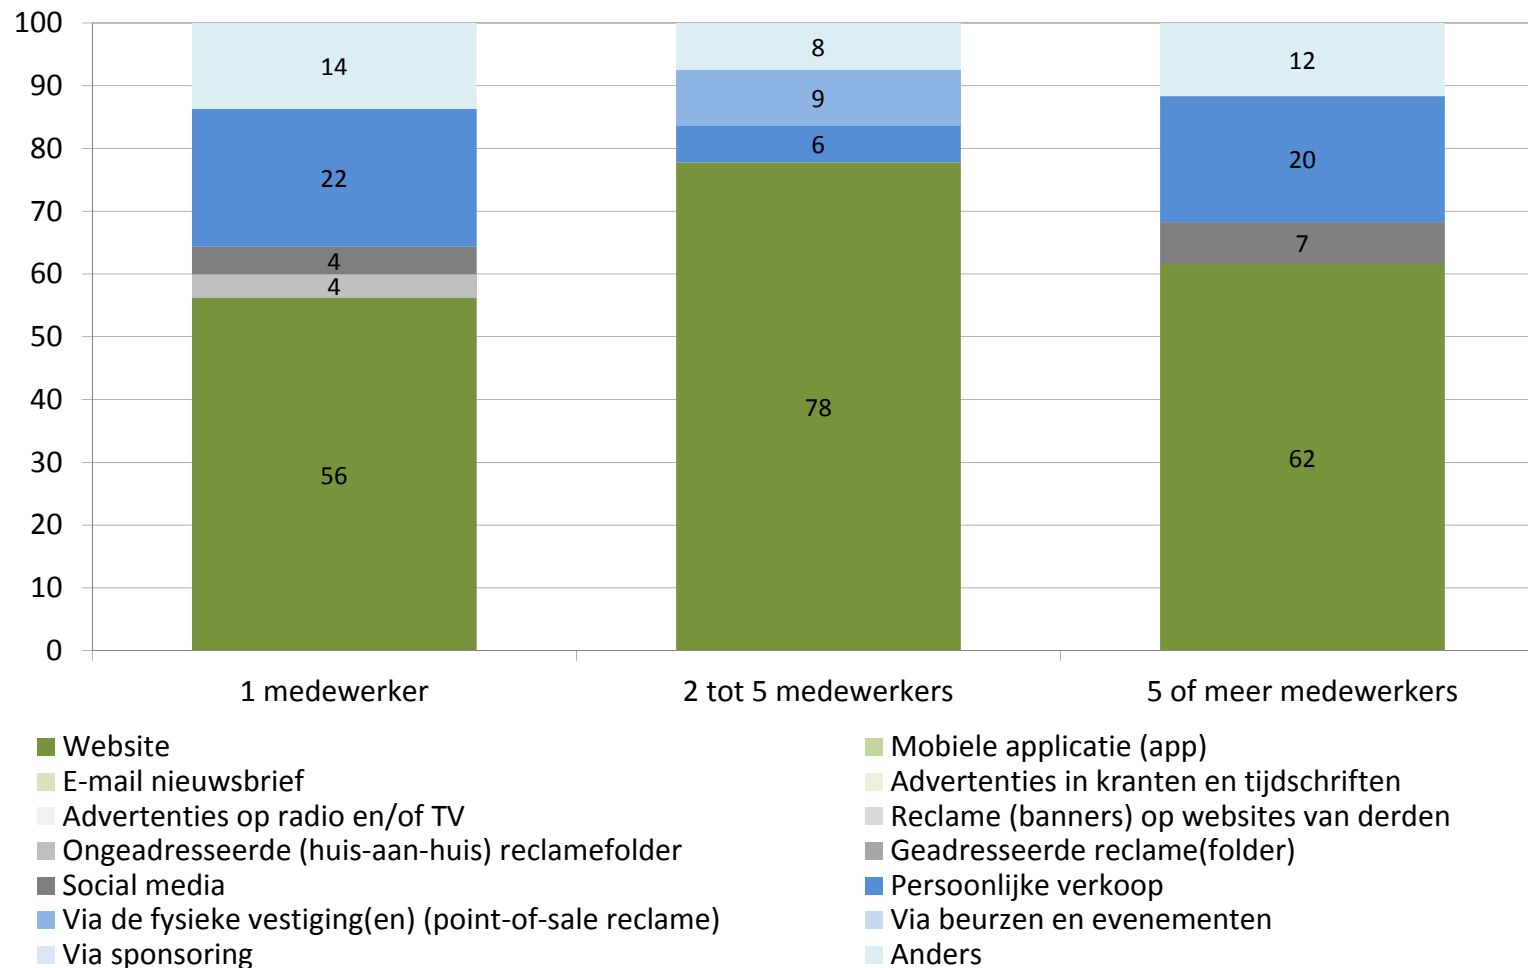 100
90
80
70
60
50
40
30
20
10
0
14
22
4
4
56
8
9
6
78
12
20
7
62
1 medewerker
2 tot 5 medewerkers
5 of meer medewerkers
Website
Mobiele applicatie (app)
E-mail nieuwsbrief
Advertenties in kranten en tijdschriften
Advertenties op radio en/of TV
Reclame (banners) op websites van derden
Ongeadresseerde (huis-aan-huis) reclamefolder
Geadresseerde reclame(folder)
Social media
Persoonlijke verkoop
Via de fysieke vestiging(en) (point-of-sale reclame)
Via beurzen en evenementen
Via sponsoring
Anders